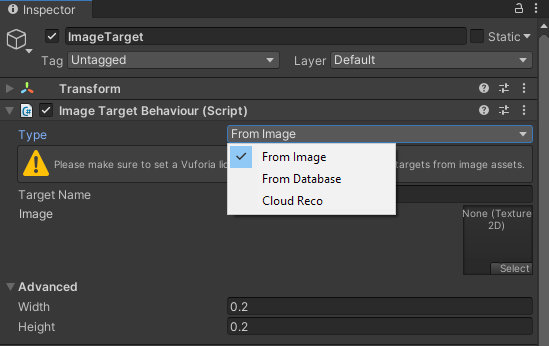 Inspector
ImageTarget
Static
Tag Untagged Layer Default
Transform
Image Target Behaviour (Script)
Type From Image
From Image
Please make sure to set a Vuforia lic targets from image assets.
From Database
Target Name
Cloud Reco
Image None (Texture
2D)
Select
Advanced
Width 0.2
Height 0.2